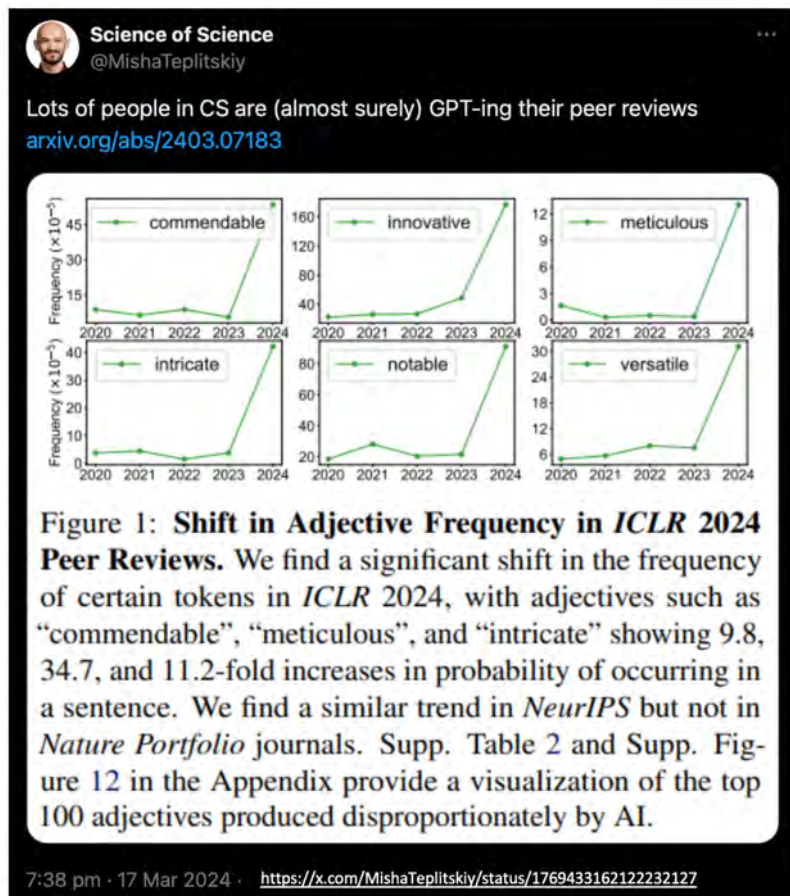 Science of Science
@MishaTeplitskiy
Lots of people in CS are (almost surely) GPT-ing their peer reviews
arxiv.org/abs/2403.07183
Frequency (×10⁻⁵)
45
30
15
commendable
2020 2021 2022 2023 2024
160
120
80
40
innovative
2020 2021 2022 2023 2024
12
9
6
3
0
meticulous
2020 2021 2022 2023 2024
Frequency (×10⁻⁵)
40
30
20
10
0
intricate
2020 2021 2022 2023 2024
80
60
40
20
notable
2020 2021 2022 2023 2024
30
24
18
12
6
versatile
2020 2021 2022 2023 2024
Figure 1: Shift in Adjective Frequency in ICLR 2024
Peer Reviews. We find a significant shift in the frequency
of certain tokens in ICLR 2024, with adjectives such as
“commendable”, “meticulous”, and “intricate” showing 9.8,
34.7, and 11.2-fold increases in probability of occurring in
a sentence. We find a similar trend in NeurIPS but not in
Nature Portfolio journals. Supp. Table 2 and Supp. Fig-
ure 12 in the Appendix provide a visualization of the top
100 adjectives produced disproportionately by AI.
7:38 pm · 17 Mar 2024 · https://x.com/MishaTeplitskiy/status/1769433162122232127